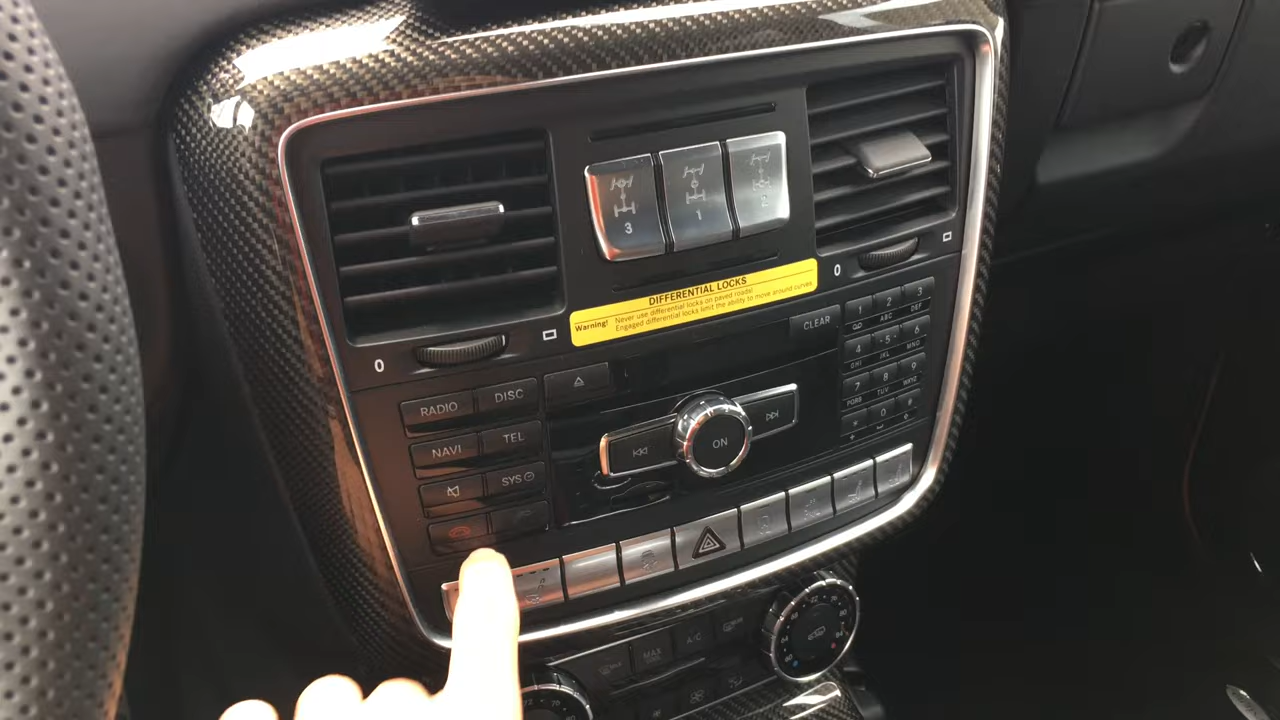 3
1
2
DIFFERENTIAL LOCKS
Warning! Never use differential locks on paved roads!
Engaged differential locks limit the ability to move around curves.
0
0
CLEAR
1
2 ABC
3 DEF
4 GHI
5 JKL
6 MNO
7 PQRS
8 TUV
9 WXYZ
*
0
RADIO
DISC
NAVI
TEL
SYS
ON
A/C
MAX COOL
72